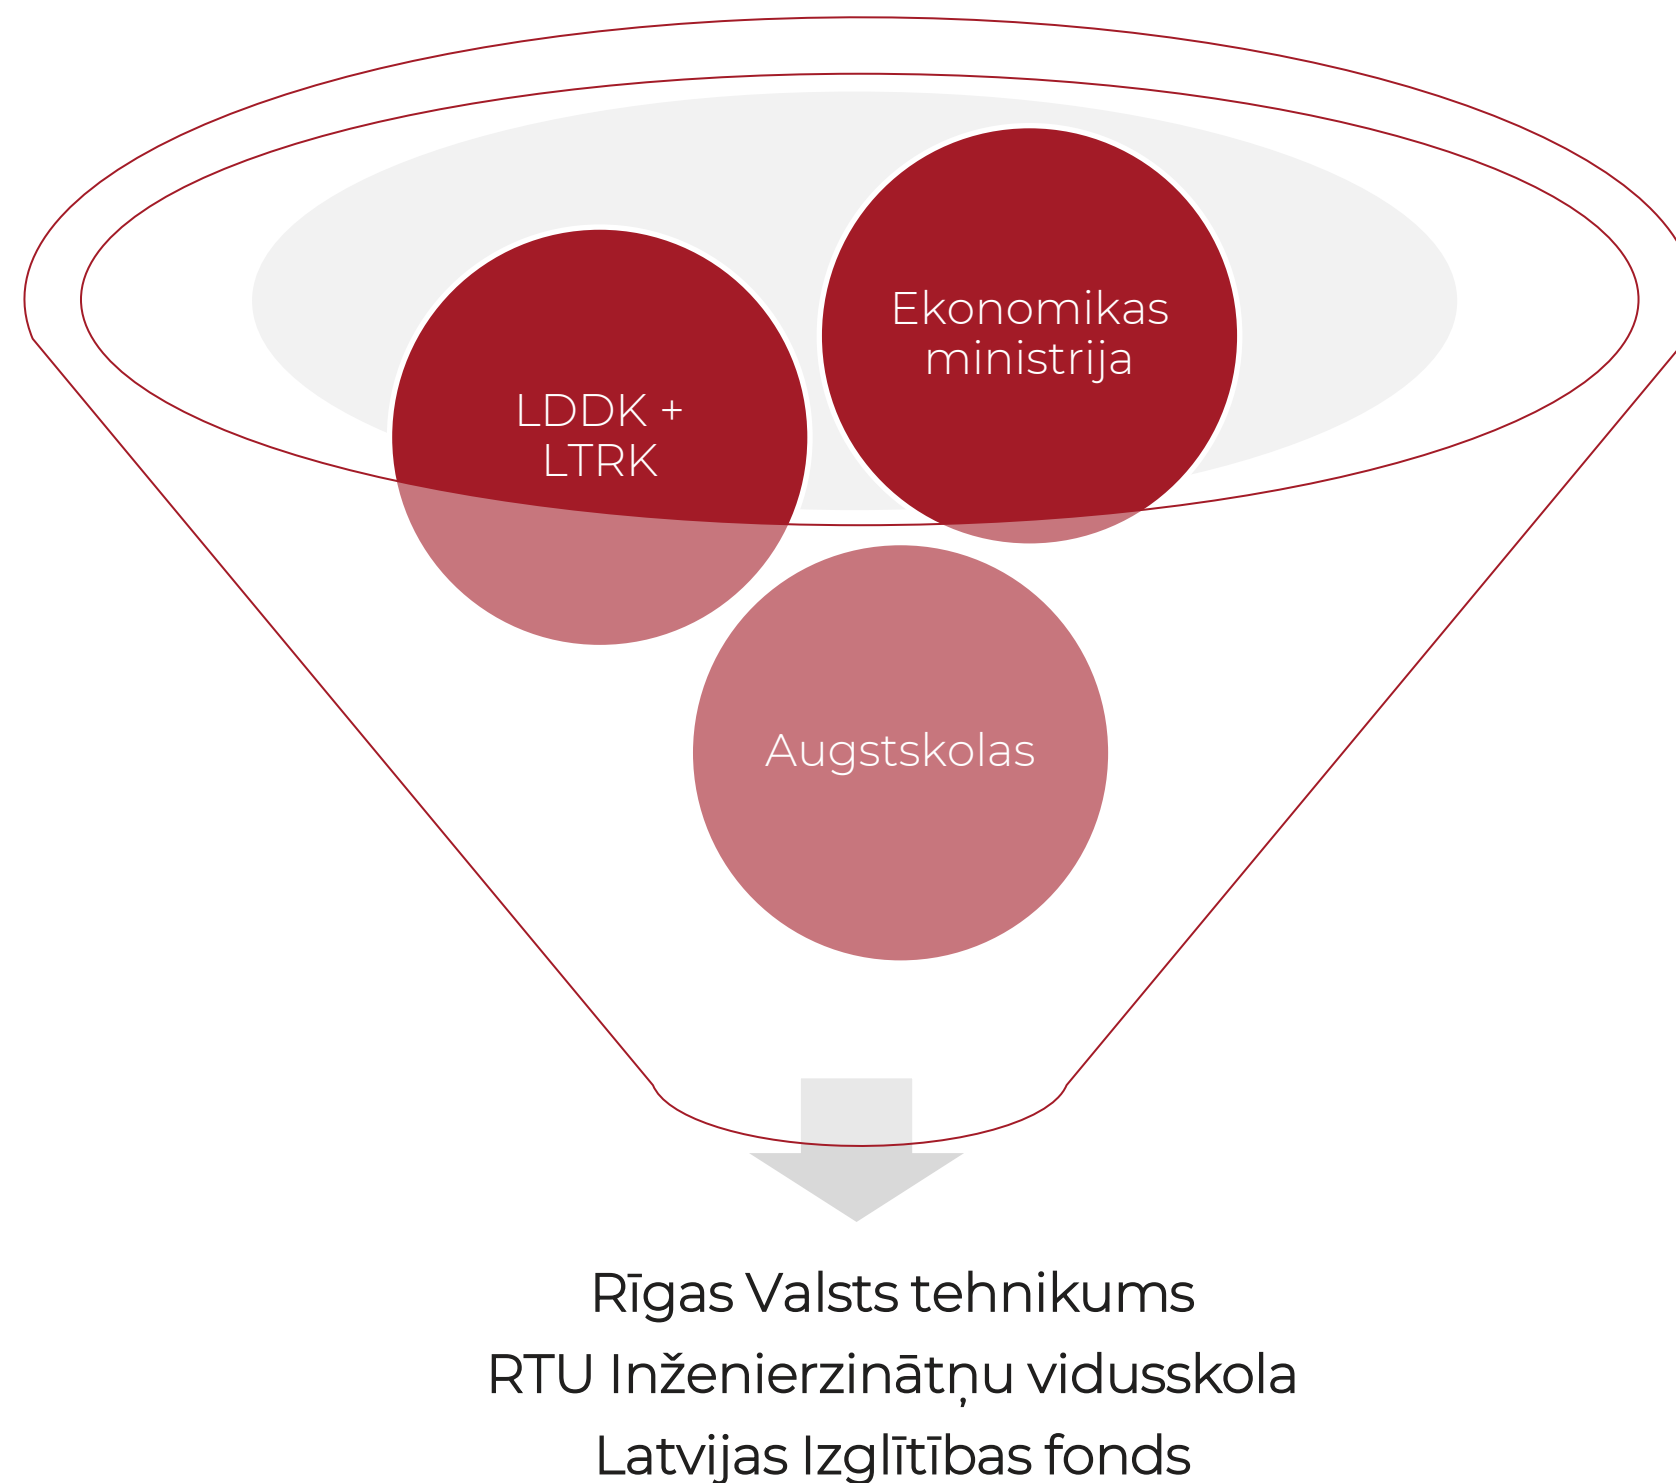 Ekonomikas
ministrija
LDDK +
LTRK
Augstskolas
Rīgas Valsts tehnikums
RTU Inženierzinātņu vidusskola
Latvijas Izglītības fonds